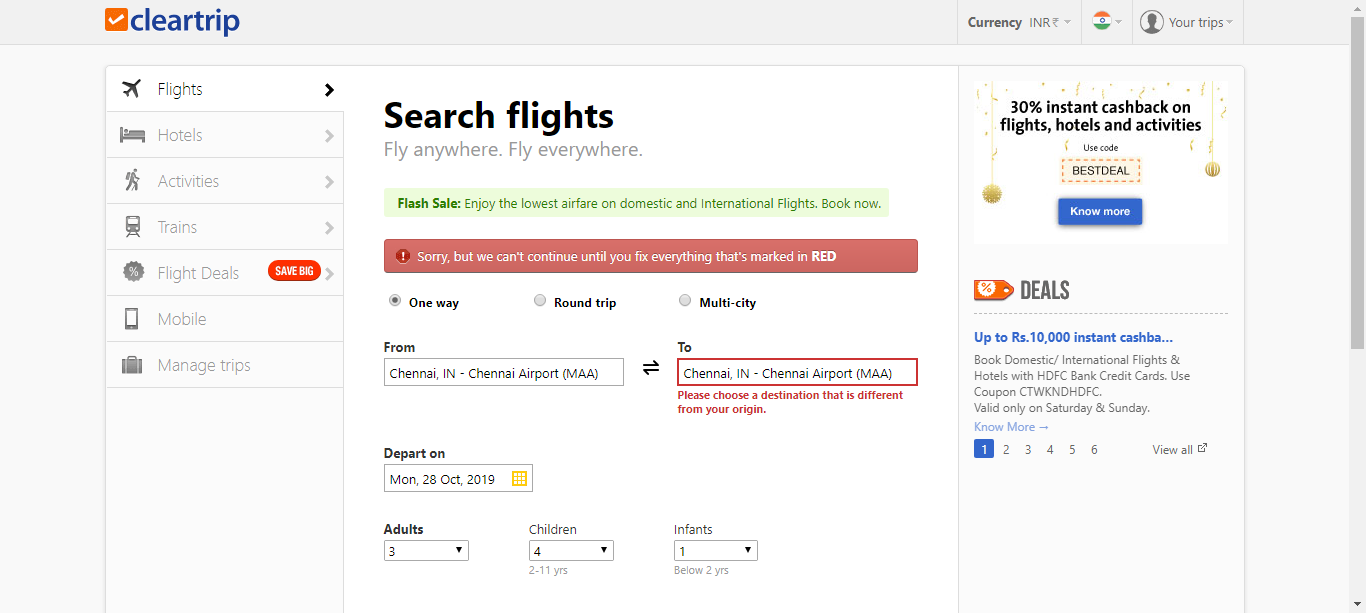 cleartrip
Currency INR ₹
Your trips
Flights
Hotels
Activities
Trains
Flight Deals SAVE BIG
Mobile
Manage trips
Search flights
Fly anywhere. Fly everywhere.
Flash Sale: Enjoy the lowest airfare on domestic and International Flights. Book now.
Sorry, but we can't continue until you fix everything that's marked in RED
One way Round trip Multi-city
From
Chennai, IN - Chennai Airport (MAA)
To
Chennai, IN - Chennai Airport (MAA)
Please choose a destination that is different
from your origin.
Depart on
Mon, 28 Oct, 2019
Adults
3
Children
4
2-11 yrs
Infants
1
Below 2 yrs
30% instant cashback on
flights, hotels and activities
Use code
BESTDEAL
Know more
% DEALS
Up to Rs.10,000 instant cashba...
Book Domestic/ International Flights &
Hotels with HDFC Bank Credit Cards. Use
Coupon CTWKNDHDFC.
Valid only on Saturday & Sunday.
Know More →
1 2 3 4 5 6 View all